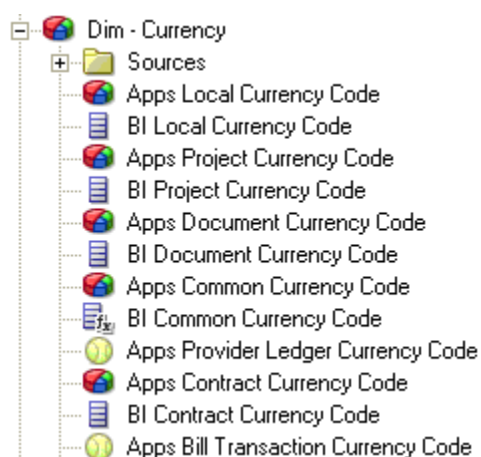 Dim - Currency
Sources
Apps Local Currency Code
BI Local Currency Code
Apps Project Currency Code
BI Project Currency Code
Apps Document Currency Code
BI Document Currency Code
Apps Common Currency Code
BI Common Currency Code
Apps Provider Ledger Currency Code
Apps Contract Currency Code
BI Contract Currency Code
Apps Bill Transaction Currency Code